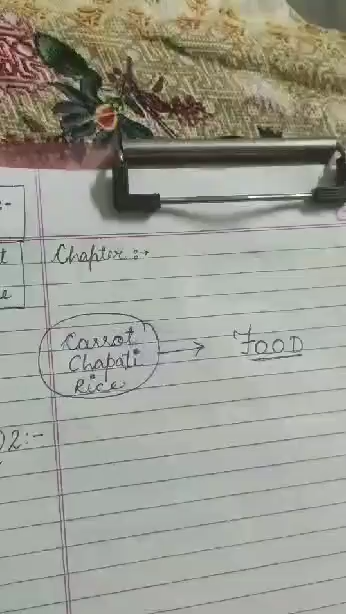 Chapter :-
Carrot → FOOD
Chapati
Rice
2:-